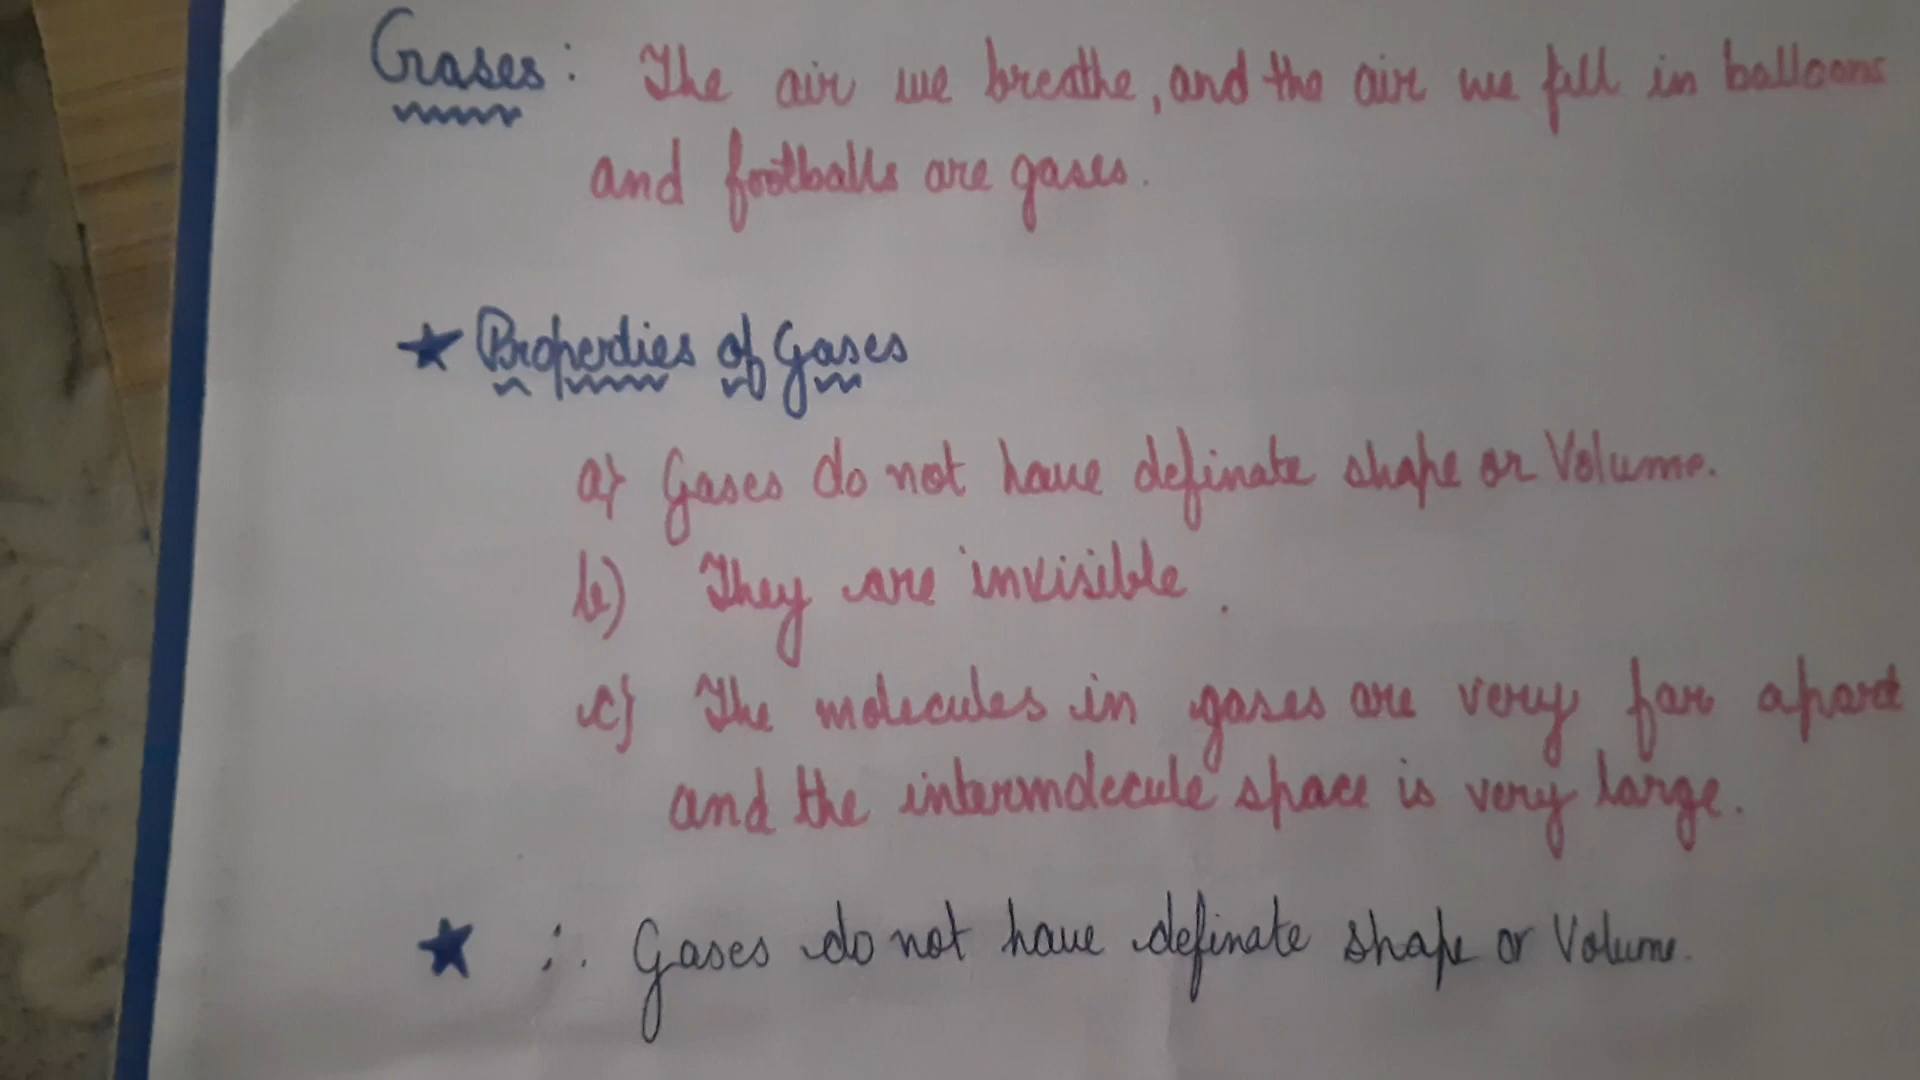 Gases: The air we breathe, and the air we fill in balloons
and footballs are gases.
★ Properties of Gases
a) Gases do not have definate shape or Volume.
b) They are invisible.
c) The molecules in gases are very far apart
and the intermolecule space is very large.
★ ∴ Gases do not have definate shape or Volume.